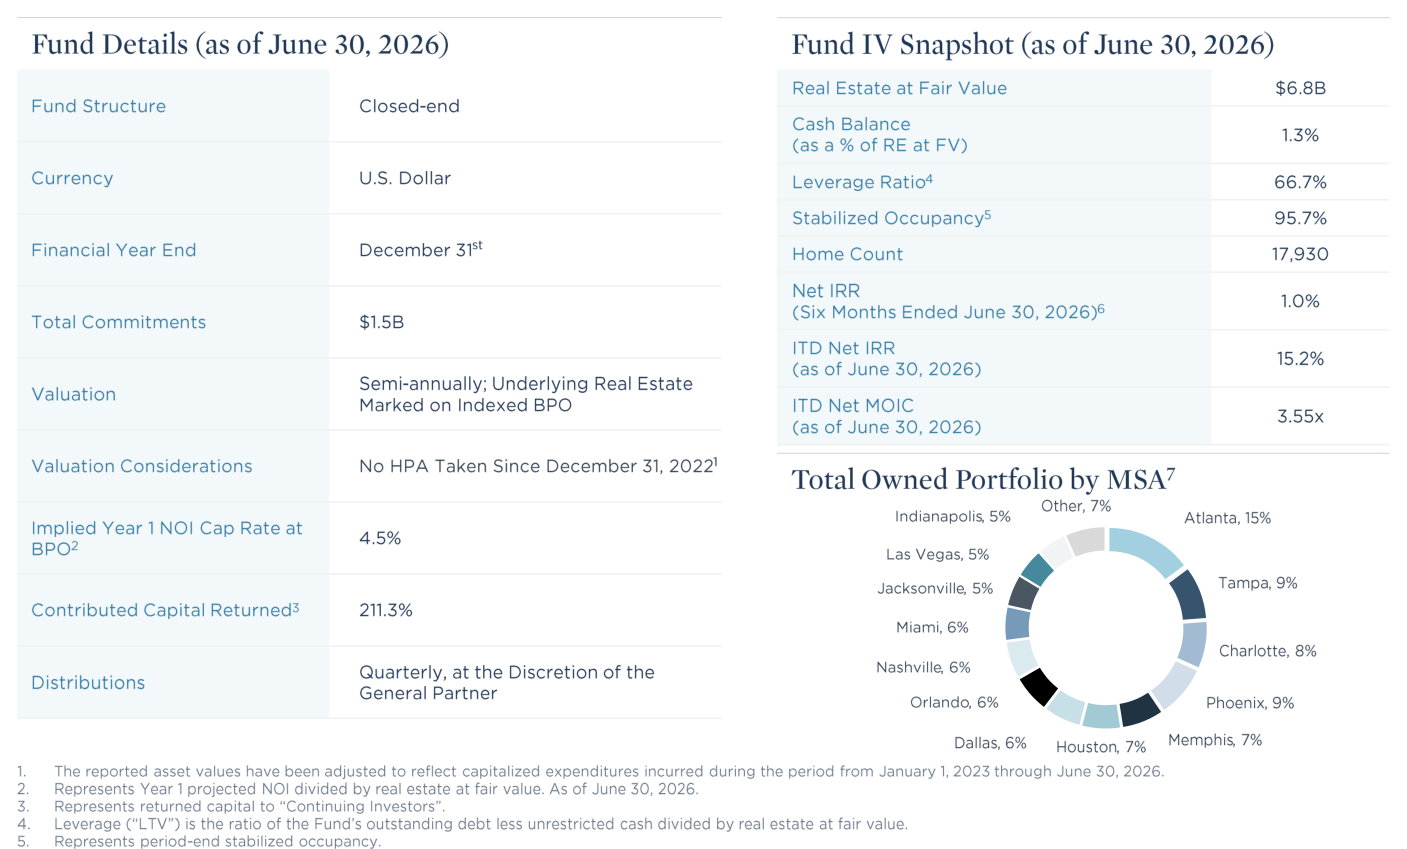 Fund Details (as of June 30, 2026)
Fund Structure
Closed-end
Currency
U.S. Dollar
Financial Year End
December 31st
Total Commitments
$1.5B
Valuation
Semi-annually; Underlying Real Estate
Marked on Indexed BPO
Valuation Considerations
No HPA Taken Since December 31, 2022¹
Implied Year 1 NOI Cap Rate at
BPO²
4.5%
Contributed Capital Returned³
211.3%
Distributions
Quarterly, at the Discretion of the
General Partner
Fund IV Snapshot (as of June 30, 2026)
Real Estate at Fair Value
$6.8B
Cash Balance
(as a % of RE at FV)
1.3%
Leverage Ratio⁴
66.7%
Stabilized Occupancy⁵
95.7%
Home Count
17,930
Net IRR
(Six Months Ended June 30, 2026)⁶
1.0%
ITD Net IRR
(as of June 30, 2026)
15.2%
ITD Net MOIC
(as of June 30, 2026)
3.55x
Total Owned Portfolio by MSA⁷
Other, 7%
Atlanta, 15%
Indianapolis, 5%
Las Vegas, 5%
Tampa, 9%
Jacksonville, 5%
Miami, 6%
Charlotte, 8%
Nashville, 6%
Orlando, 6%
Phoenix, 9%
Dallas, 6%
Houston, 7%
Memphis, 7%
1. The reported asset values have been adjusted to reflect capitalized expenditures incurred during the period from January 1, 2023 through June 30, 2026.
2. Represents Year 1 projected NOI divided by real estate at fair value. As of June 30, 2026.
3. Represents returned capital to “Continuing Investors”.
4. Leverage (“LTV”) is the ratio of the Fund’s outstanding debt less unrestricted cash divided by real estate at fair value.
5. Represents period-end stabilized occupancy.